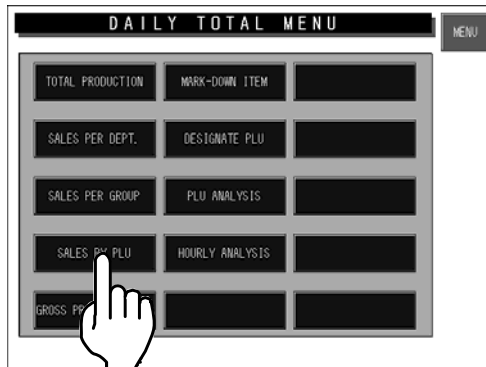 DAILY TOTAL MENU
MENU
TOTAL PRODUCTION
MARK-DOWN ITEM
SALES PER DEPT.
DESIGNATE PLU
SALES PER GROUP
PLU ANALYSIS
SALES BY PLU
HOURLY ANALYSIS
GROSS